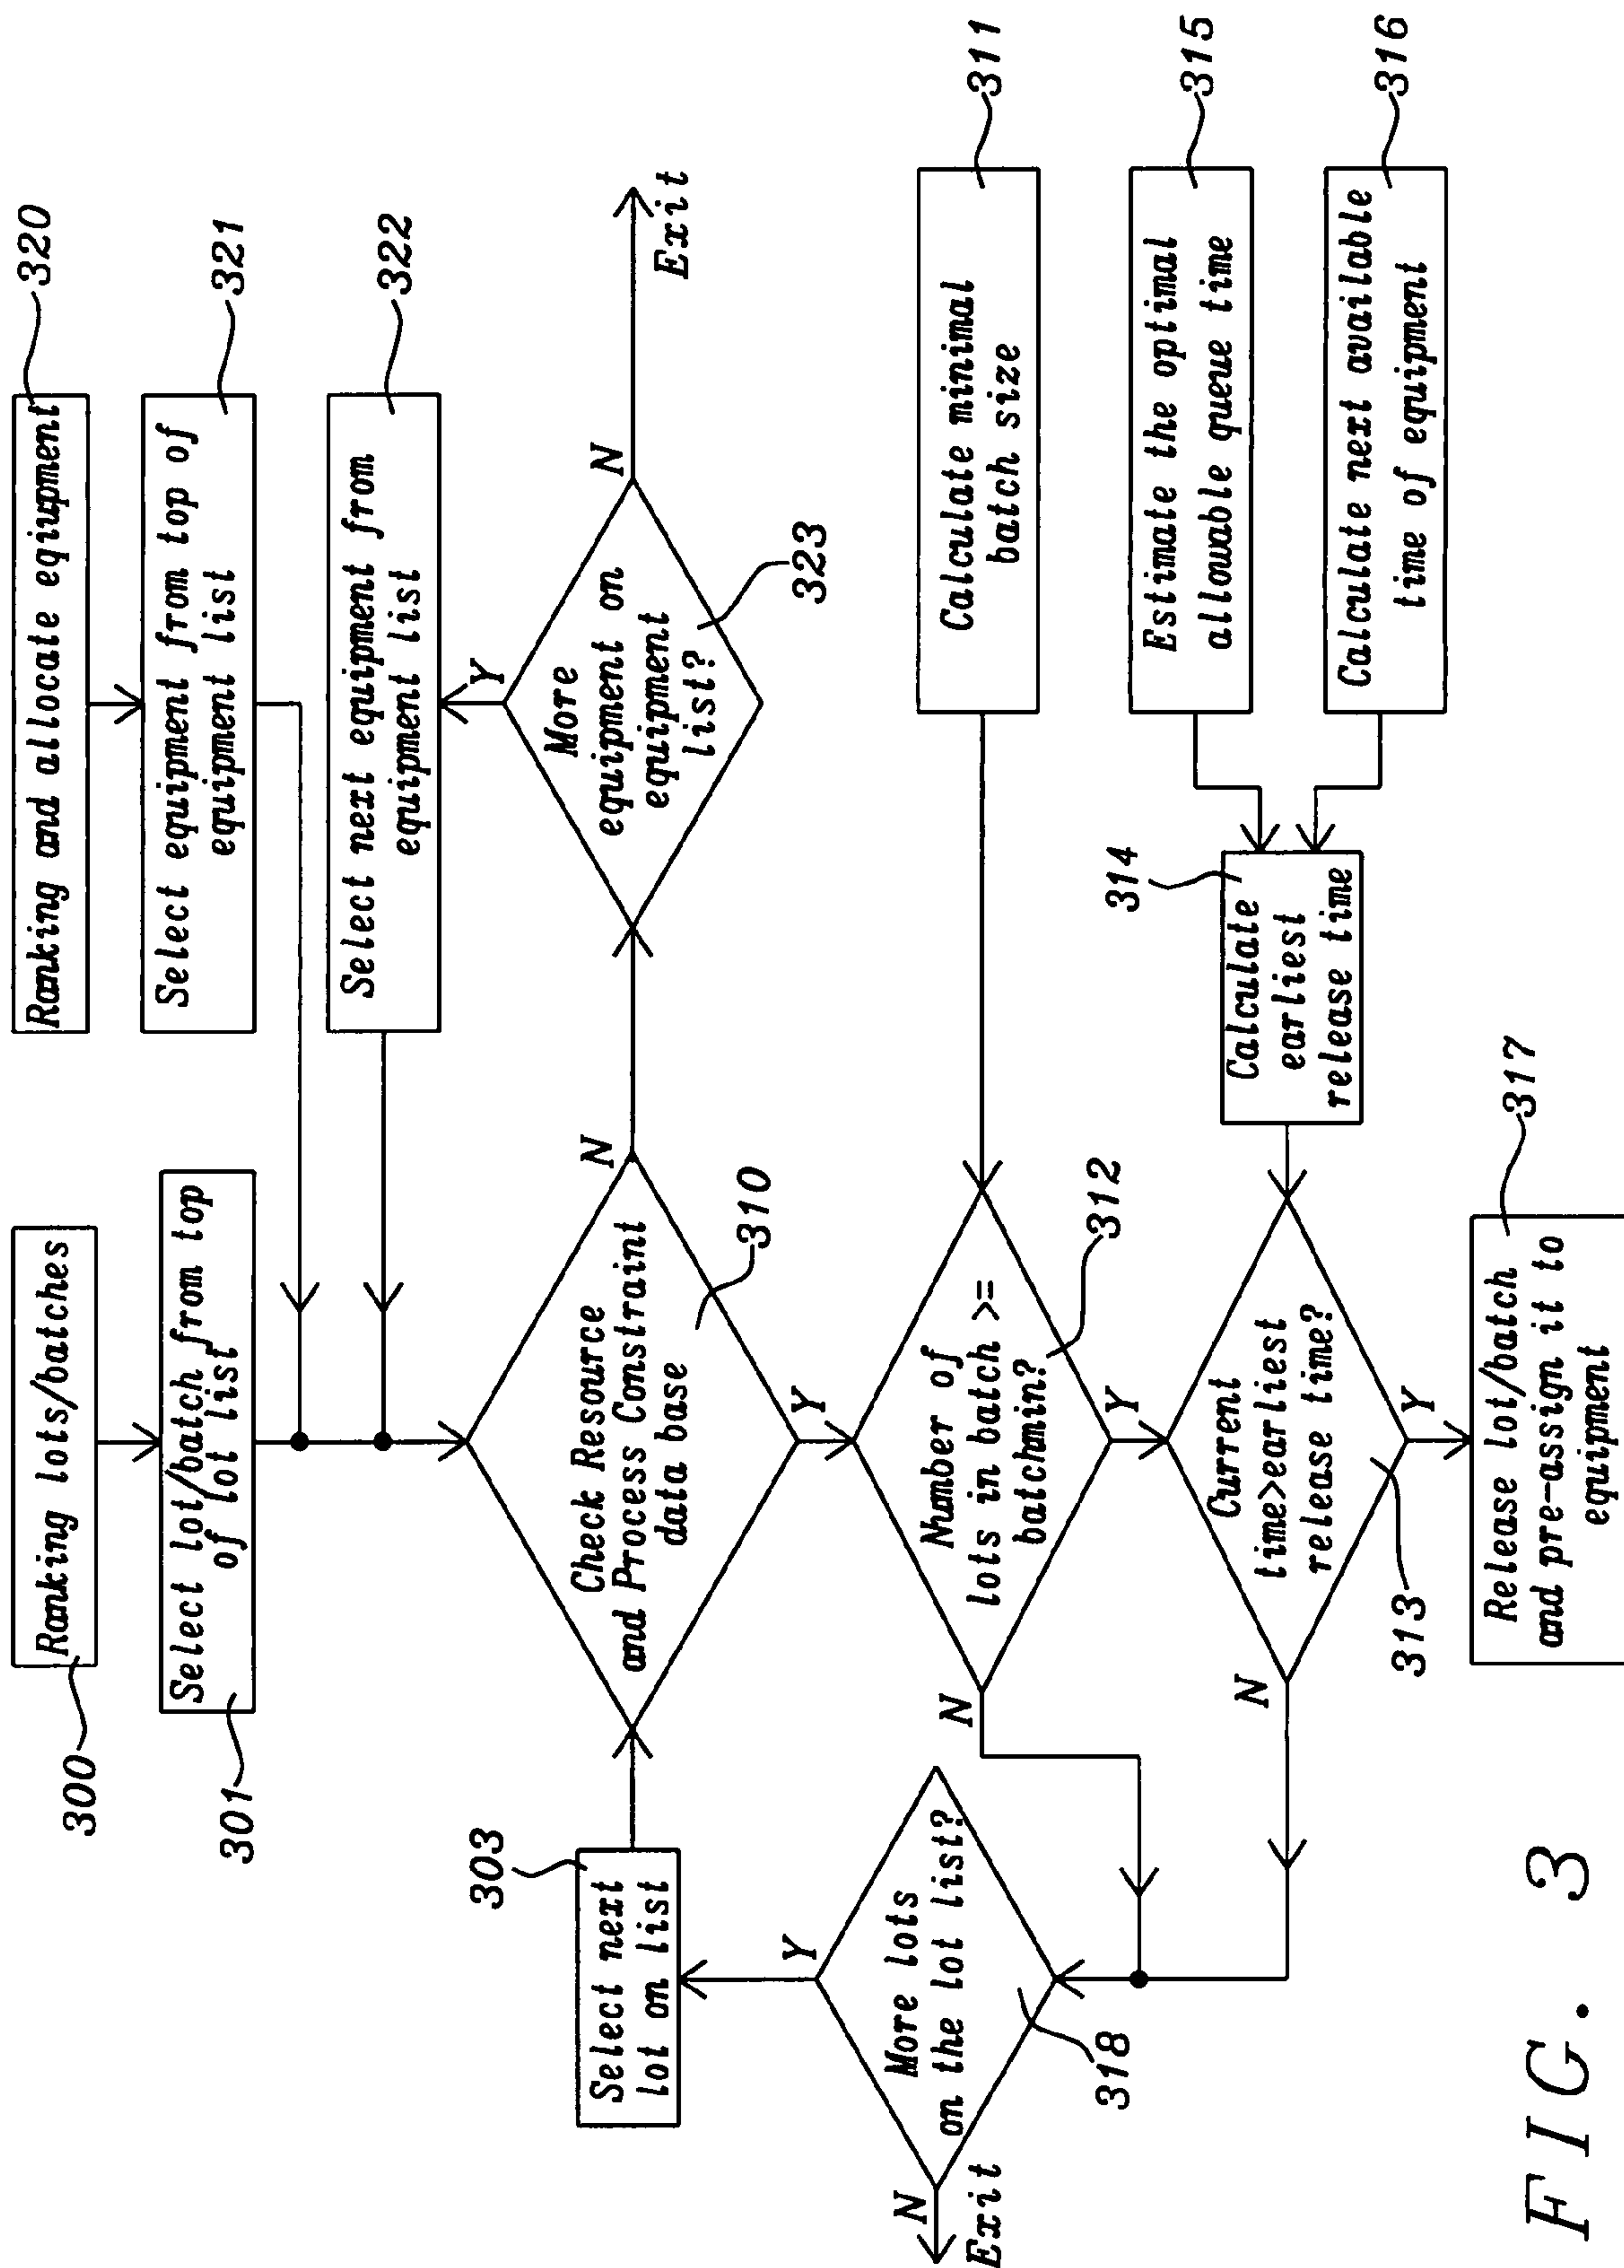 300
Ranking lots/batches
301
Select lot/batch from top
of lot list
Ranking and allocate eqiupment
320
Select equipment from top of
equipment list
321
Select next equipment from
equipment list
322
303
Select next
lot on list
Check Resource
and Process Constraint
data base
310
N
Y
More
equipment on
equipment
list?
323
Y
N
Exit
More lots
on the lot list?
318
Y
N
Exit
Number of
lots in batch >=
batchmin?
312
N
Y
Calculate minimal
batch size
311
Current
time>earliest
release time?
313
N
Y
Calculate
earliest
release time
314
Estimate the optimal
allowable queue time
315
Calculate next available
time of equipment
316
Release lot/batch
and pre-assign it to
equipment
317
FIG. 3